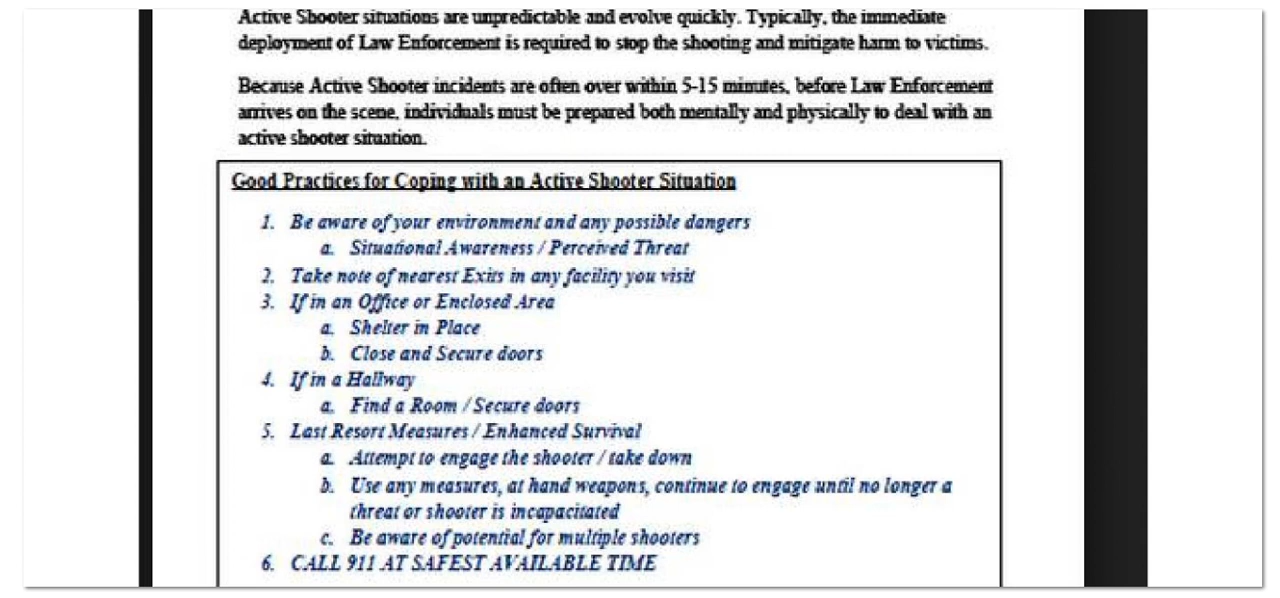 Active Shooter situations are unpredictable and evolve quickly. Typically, the immediate
deployment of Law Enforcement is required to stop the shooting and mitigate harm to victims.
Because Active Shooter incidents are often over within 5-15 minutes, before Law Enforcement
arrives on the scene, individuals must be prepared both mentally and physically to deal with an
active shooter situation.
Good Practices for Coping with an Active Shooter Situation
1. Be aware of your environment and any possible dangers
a. Situational Awareness / Perceived Threat
2. Take note of nearest Exits in any facility you visit
3. If in an Office or Enclosed Area
a. Shelter in Place
b. Close and Secure doors
4. If in a Hallway
a. Find a Room / Secure doors
5. Last Resort Measures / Enhanced Survival
a. Attempt to engage the shooter / take down
b. Use any measures, at hand weapons, continue to engage until no longer a
threat or shooter is incapacitated
c. Be aware of potential for multiple shooters
6. CALL 911 AT SAFEST AVAILABLE TIME